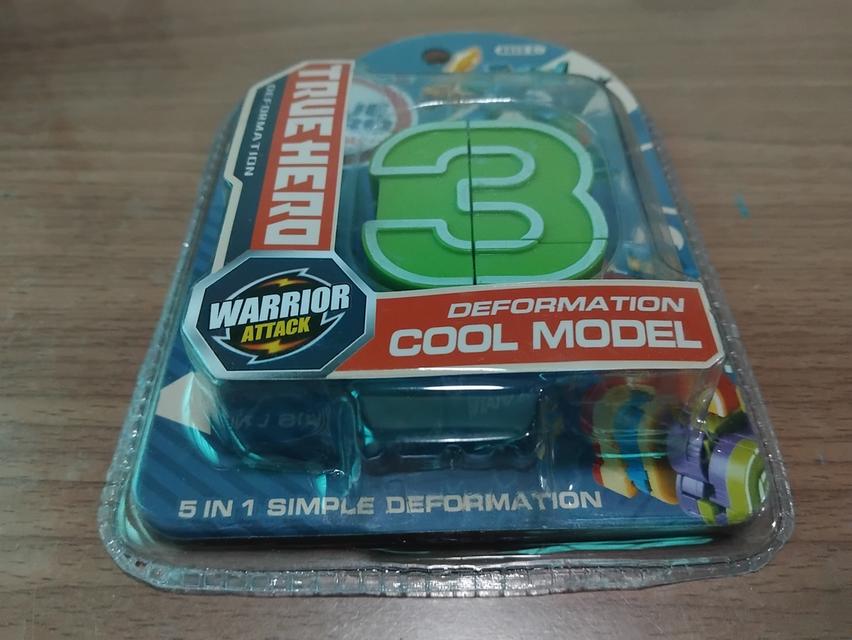 TRUE HERO
DEFORMATION
3
WARRIOR
ATTACK
DEFORMATION
COOL MODEL
5 IN 1 SIMPLE DEFORMATION